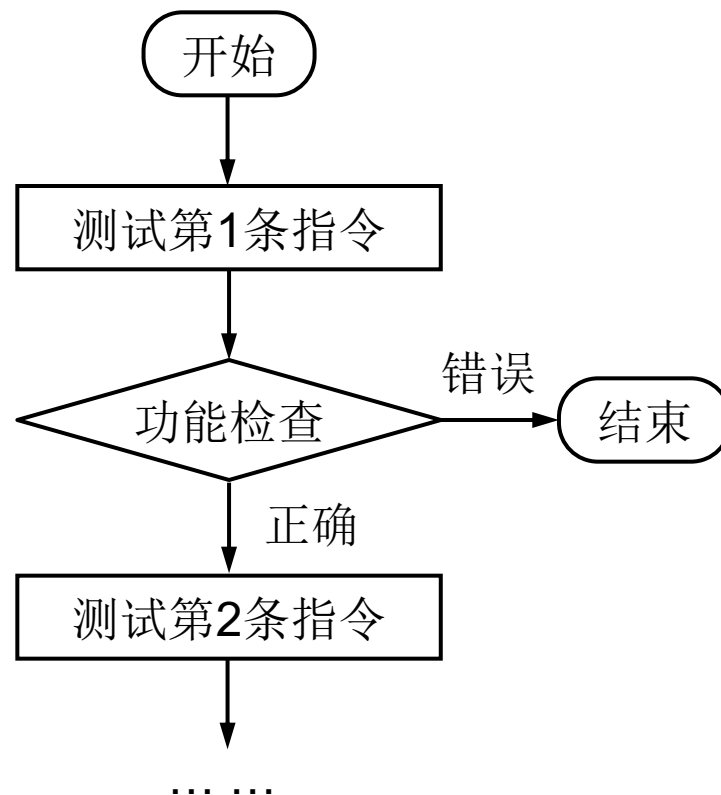 开始
测试第1条指令
错误
功能检查
结束
正确
测试第2条指令
... ...